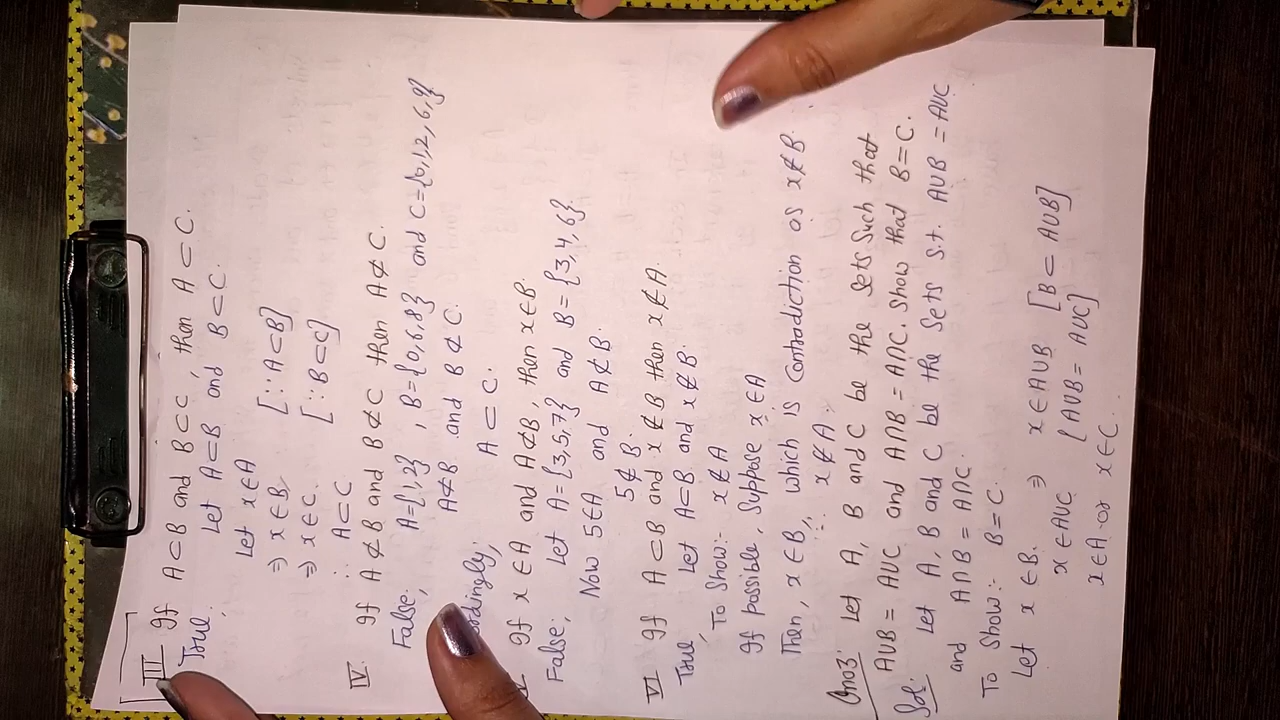 III If A⊂B and B⊂C, then A⊂C.
True, Let A⊂B and B⊂C.
Let x∈A
⇒ x∈B [∵A⊂B]
⇒ x∈C [∵B⊂C]
∴ A⊂C
IV If A⊄B and B⊄C then A⊄C.
False, A={1,2}, B={0,6,8} and C={0,1,2,6,9}
A⊄B and B⊄C.
ordingly, A⊂C.
If x∈A and A⊄B, then x∈B
False; Let A={3,5,7} and B={3,4,6}.
Now 5∈A and A⊄B.
5∉B.
VI If A⊂B and x∉B then x∉A.
True, Let A⊂B and x∉B.
To Show:- x∉A
If possible, Suppose x∈A
Then, x∈B, which is Contradiction as x∉B.
∴ x∉A.
Qno3 Let A, B and C be the Sets Such that
A∪B = A∪C and A∩B = A∩C. Show that B=C.
Sol. Let A, B and C be the Sets s.t. A∪B = A∪C
and A∩B = A∩C.
To Show:- B=C.
Let x∈B. ⇒ x∈A∪B [B⊂A∪B]
x∈A∪C [A∪B = A∪C]
x∈A or x∈C